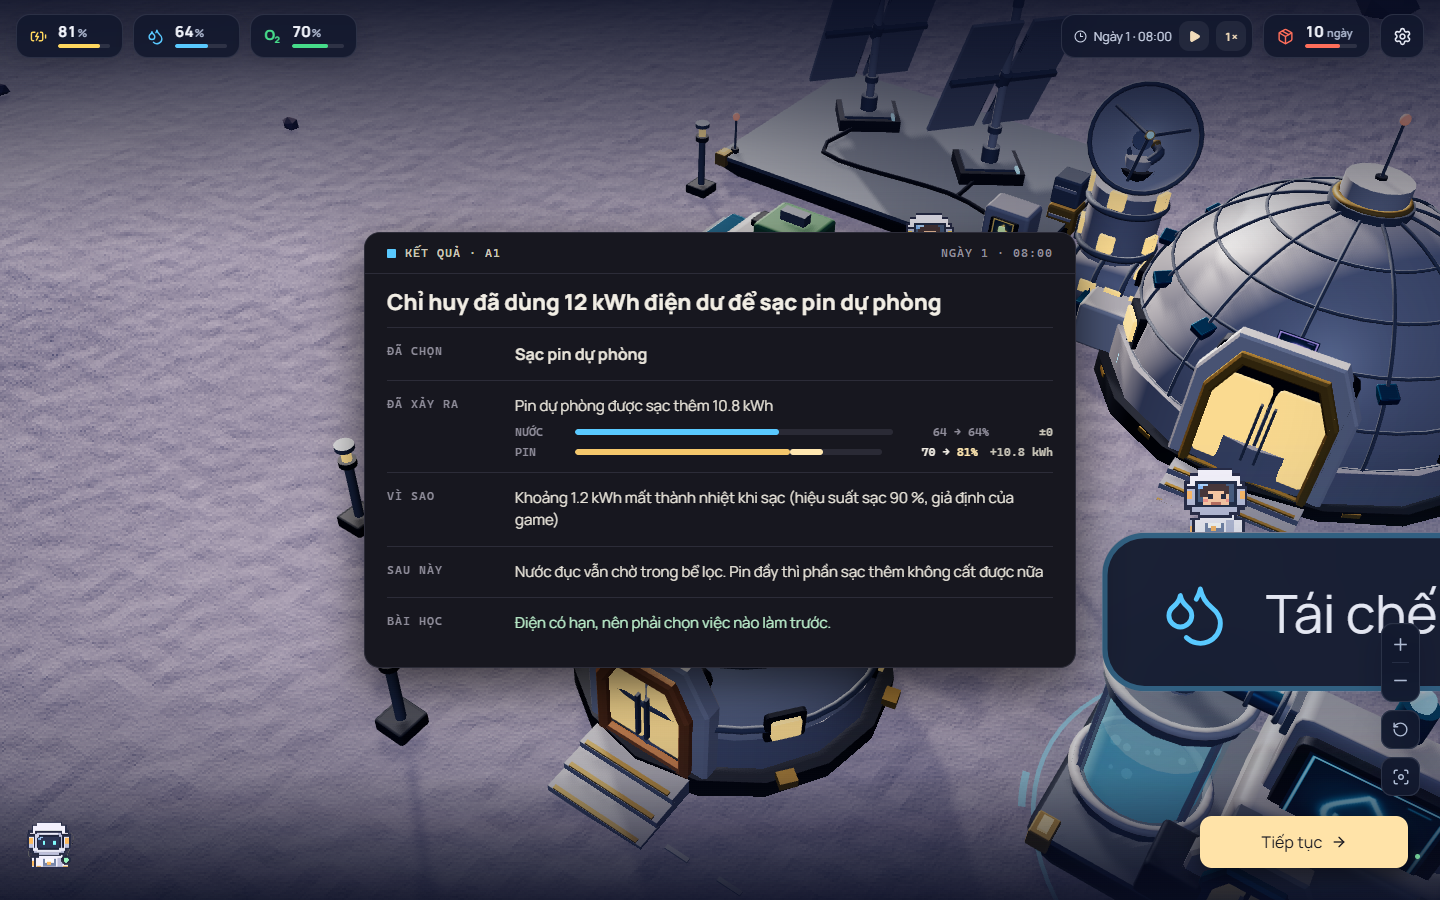 81%
64%
O₂ 70%
Ngày 1 · 08:00
1×
10 ngày
KẾT QUẢ · A1
NGÀY 1 · 08:00
Chỉ huy đã dùng 12 kWh điện dư để sạc pin dự phòng
ĐÃ CHỌN
Sạc pin dự phòng
ĐÃ XẢY RA
Pin dự phòng được sạc thêm 10.8 kWh
NƯỚC 64 → 64% ±0
PIN 70 → 81% +10.8 kWh
VÌ SAO
Khoảng 1.2 kWh mất thành nhiệt khi sạc (hiệu suất sạc 90 %, giả định của
game)
SAU NÀY
Nước đục vẫn chờ trong bể lọc. Pin đầy thì phần sạc thêm không cất được nữa
BÀI HỌC
Điện có hạn, nên phải chọn việc nào làm trước.
Tái chế
Tiếp tục →